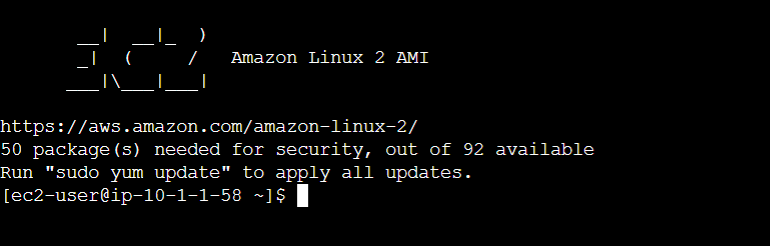 __|  __|_  )
       _|  (     /   Amazon Linux 2 AMI
      ___|\___|___|
https://aws.amazon.com/amazon-linux-2/
50 package(s) needed for security, out of 92 available
Run "sudo yum update" to apply all updates.
[ec2-user@ip-10-1-1-58 ~]$